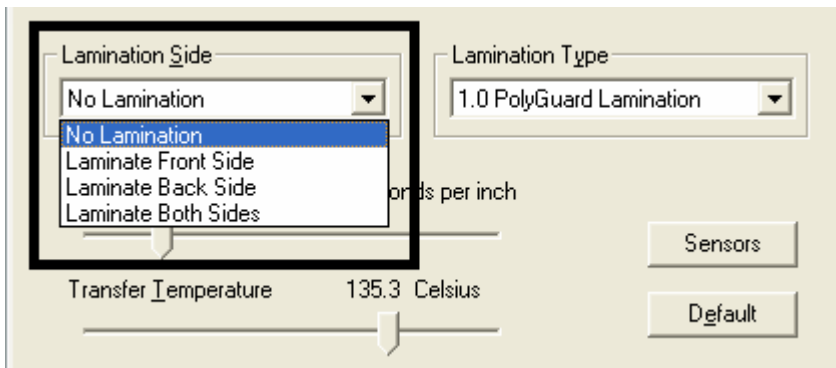 Lamination Side
Lamination Type
No Lamination
1.0 PolyGuard Lamination
No Lamination
Laminate Front Side
Laminate Back Side
Laminate Both Sides
per inch
Sensors
Transfer Temperature 135.3 Celsius
Default